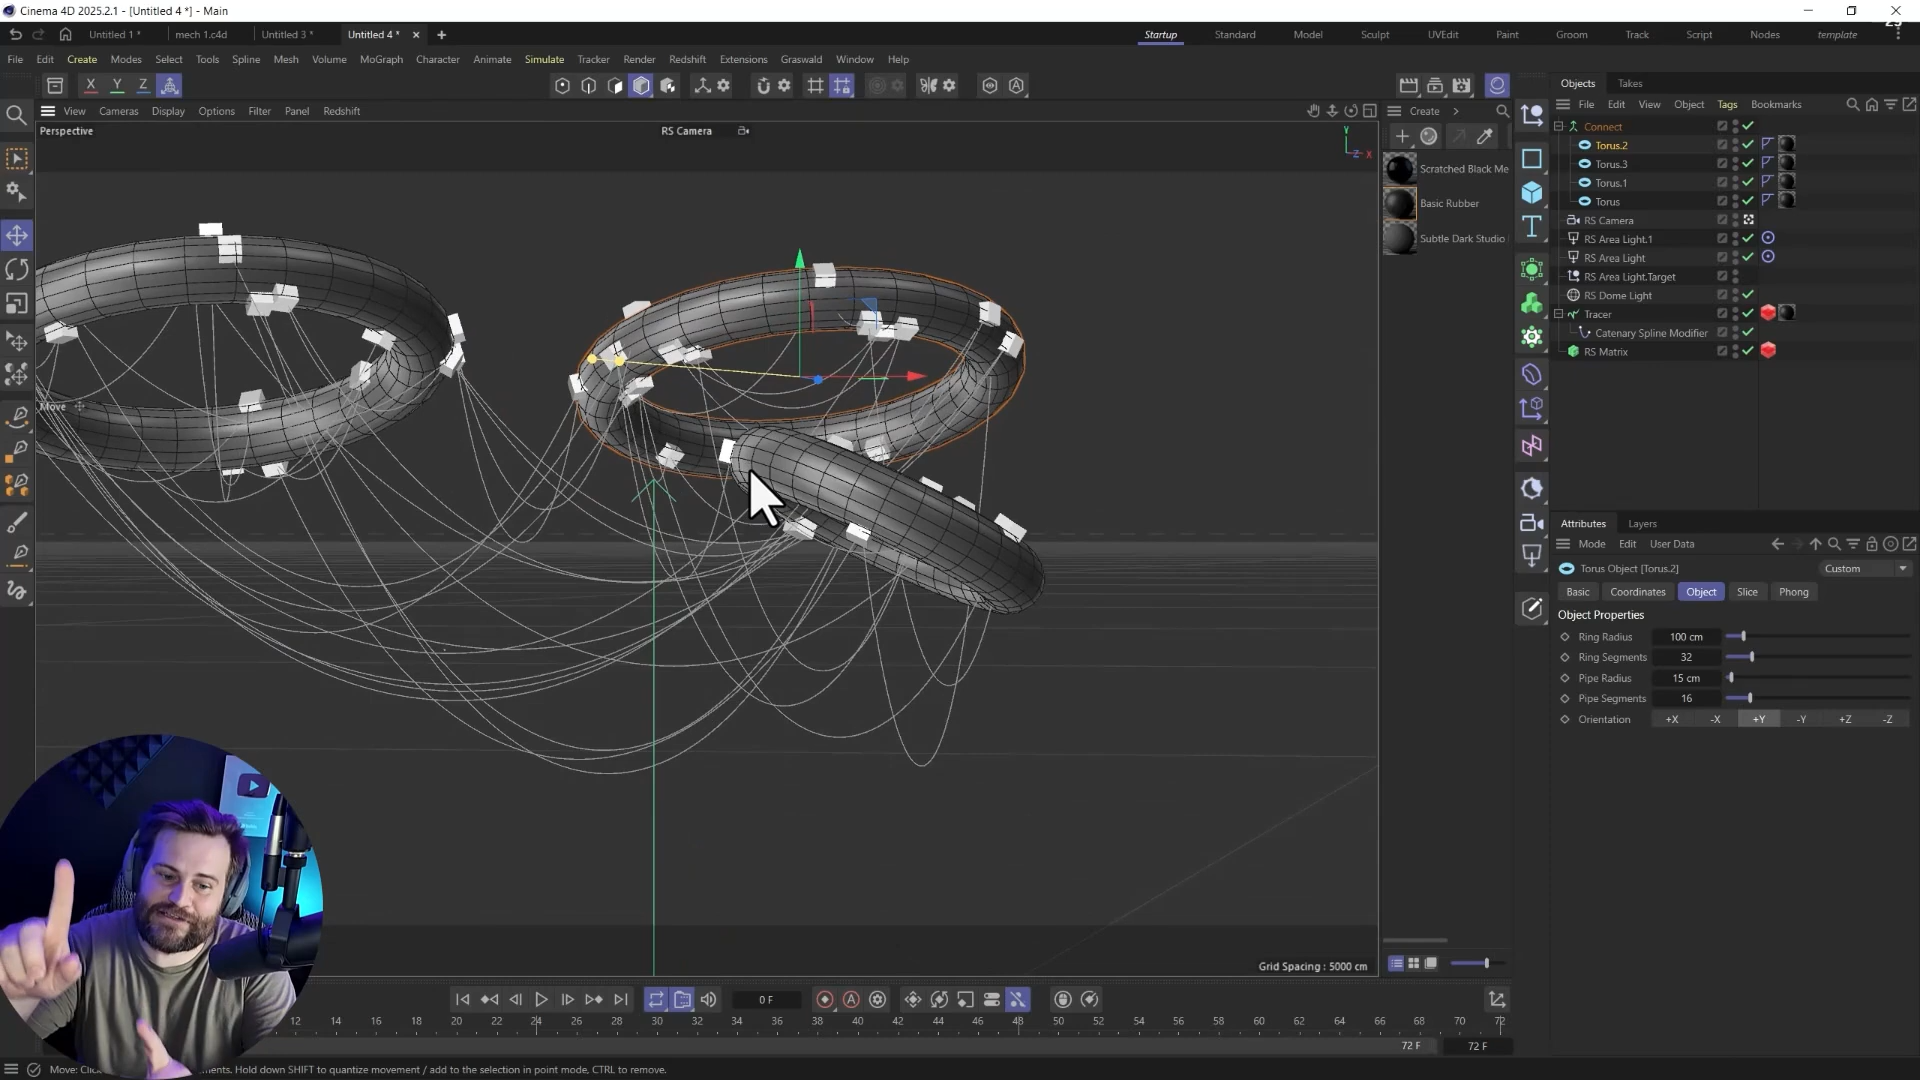 Cinema 4D 2025.2.1 - [Untitled 4 *] - Main
Untitled 1 *
mech 1.c4d
Untitled 3 *
Untitled 4 *
Startup
Standard
Model
Sculpt
UVEdit
Paint
Groom
Track
Script
Nodes
template
File Edit Create Modes Select Tools Spline Mesh Volume MoGraph Character Animate Simulate Tracker Render Redshift Extensions Graswald Window Help
X Y Z
View Cameras Display Options Filter Panel Redshift
Perspective
RS Camera
Y
Z X
Move
Grid Spacing : 5000 cm
Create
Scratched Black Me
Basic Rubber
Subtle Dark Studio
Objects Takes
File Edit View Object Tags Bookmarks
Connect
Torus.2
Torus.3
Torus.1
Torus
RS Camera
RS Area Light.1
RS Area Light
RS Area Light.Target
RS Dome Light
Tracer
Catenary Spline Modifier
RS Matrix
Attributes Layers
Mode Edit User Data
Torus Object [Torus.2]
Custom
Basic Coordinates Object Slice Phong
Object Properties
Ring Radius 100 cm
Ring Segments 32
Pipe Radius 15 cm
Pipe Segments 16
Orientation +X -X +Y -Y +Z -Z
0 F
12 14 16 18 20 22 24 26 28 30 32 34 36 38 40 42 44 46 48 50 52 54 56 58 60 62 64 66 68 70 72
72 F
72 F
Move: Clic
ents. Hold down SHIFT to quantize movement / add to the selection in point mode, CTRL to remove.